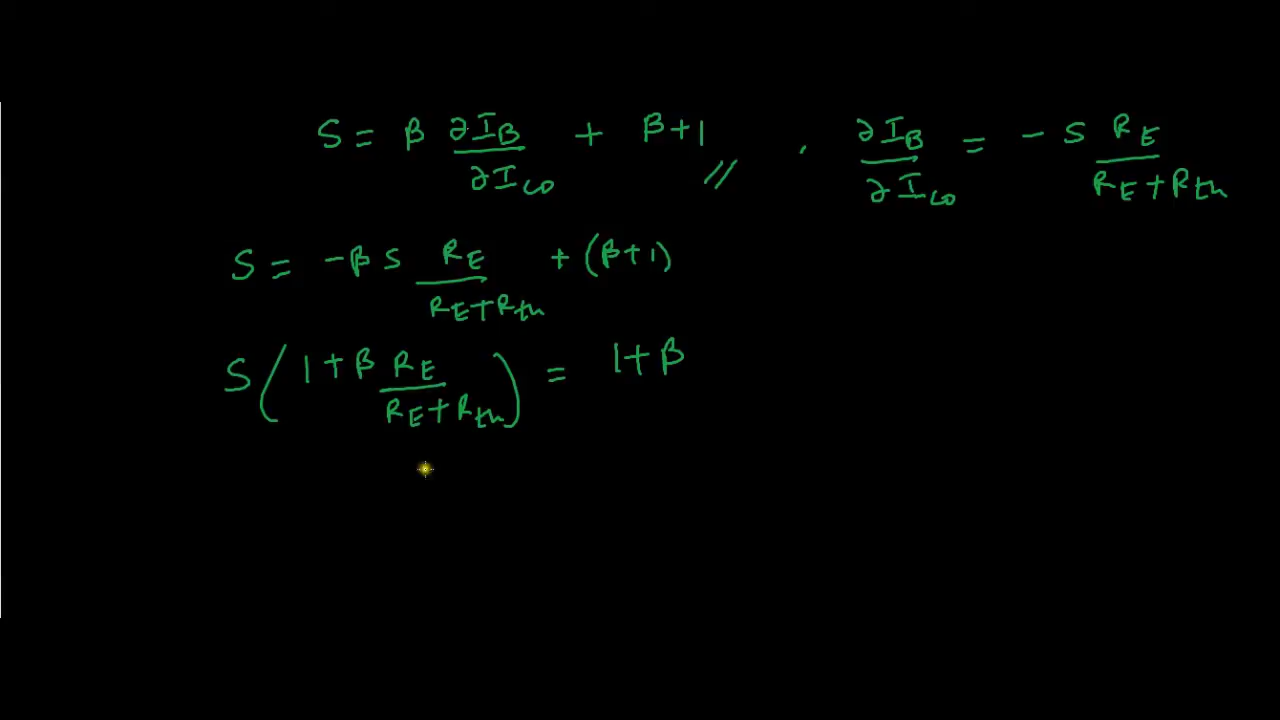 S = β ∂I_B/∂I_CO + β+1 // . ∂I_B/∂I_CO = - S R_E/(R_E+R_th)
S = -β S R_E/(R_E+R_th) + (β+1)
S(1+β R_E/(R_E+R_th)) = 1+β